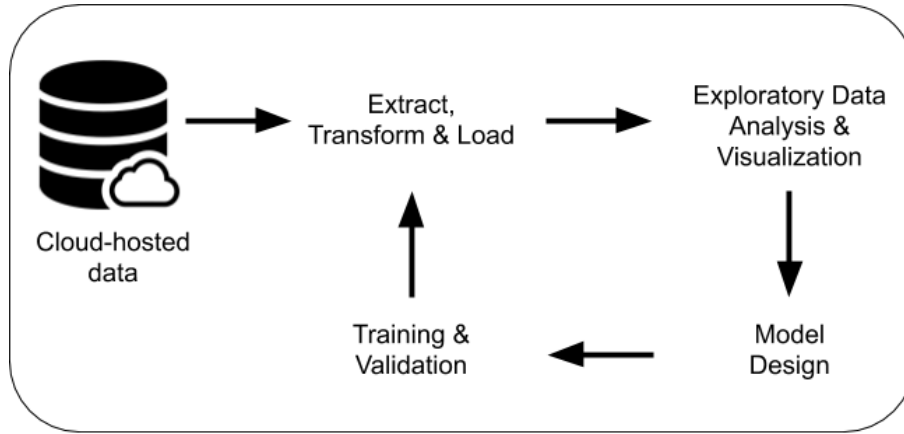 Cloud-hosted
data
Extract,
Transform & Load
Exploratory Data
Analysis &
Visualization
Model
Design
Training &
Validation